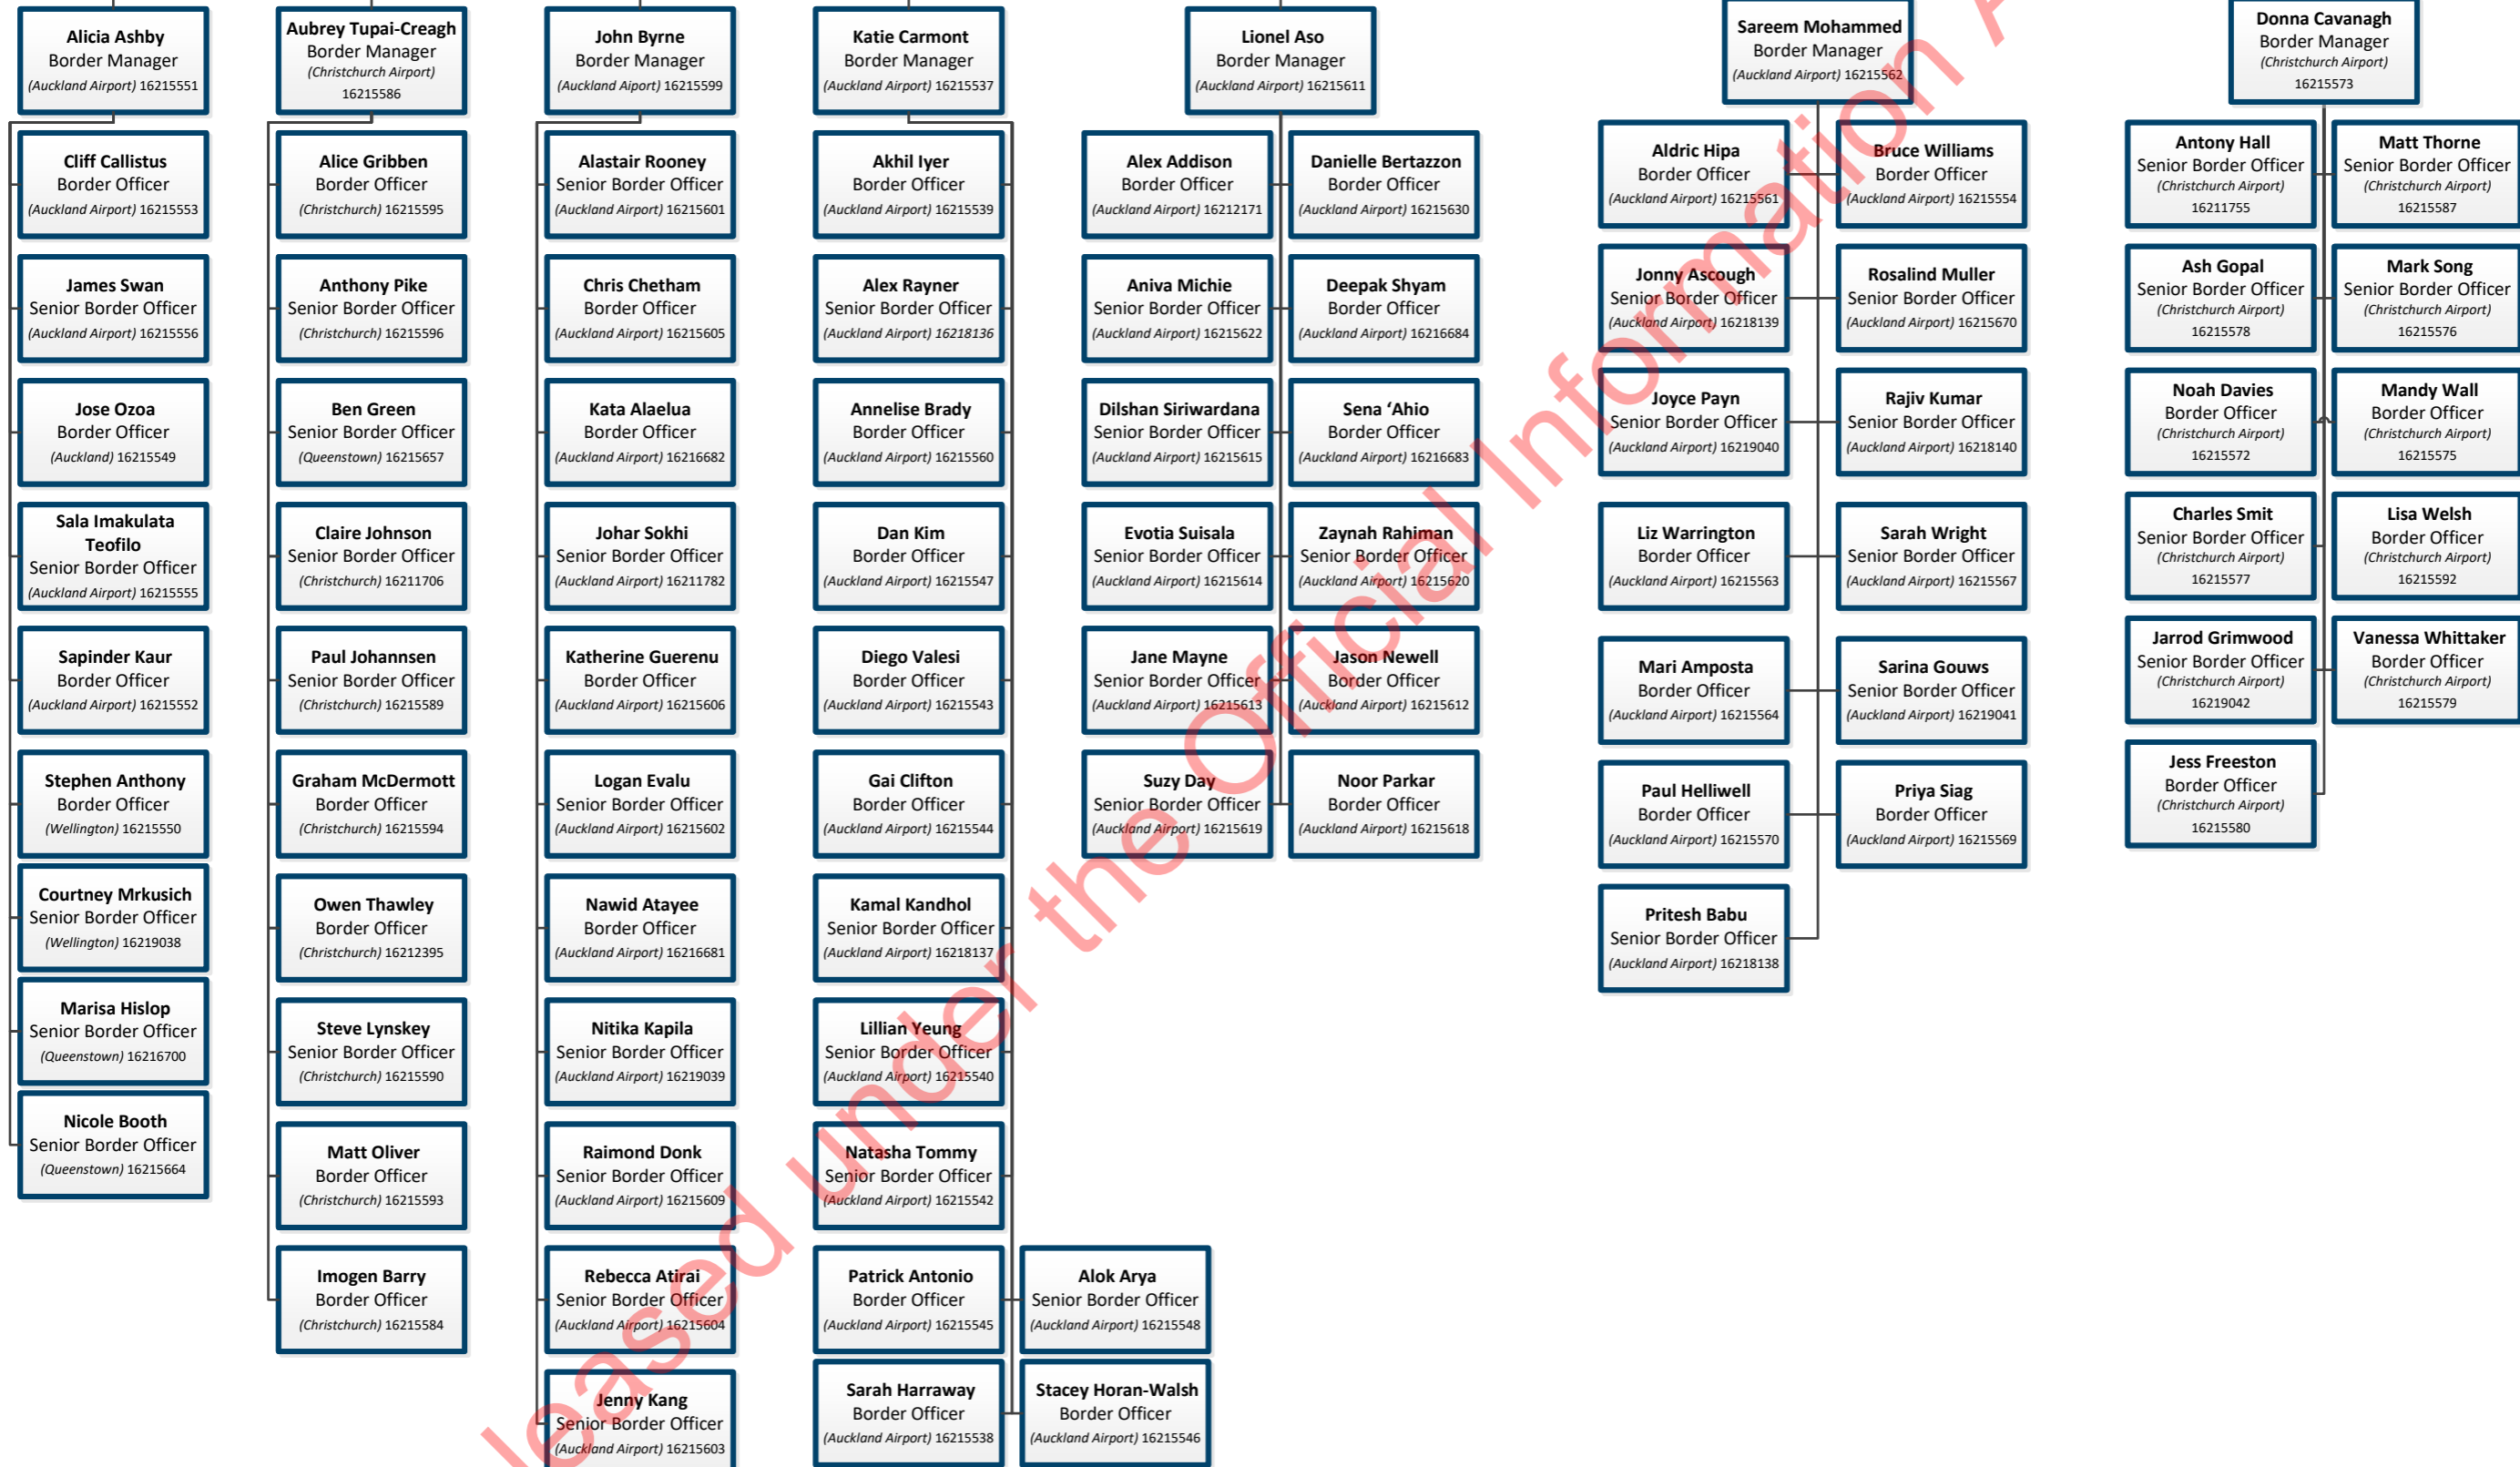 Alicia Ashby
Border Manager
(Auckland Airport) 16215551
Cliff Callistus
Border Officer
(Auckland Airport) 16215553
James Swan
Senior Border Officer
(Auckland Airport) 16215556
Jose Ozoa
Border Officer
(Auckland) 16215549
Sala Imakulata
Teofilo
Senior Border Officer
(Auckland Airport) 16215555
Sapinder Kaur
Border Officer
(Auckland Airport) 16215552
Stephen Anthony
Border Officer
(Wellington) 16215550
Courtney Mrkusich
Senior Border Officer
(Wellington) 16219038
Marisa Hislop
Senior Border Officer
(Queenstown) 16216700
Nicole Booth
Senior Border Officer
(Queenstown) 16215664
Aubrey Tupai-Creagh
Border Manager
(Christchurch Airport)
16215586
Alice Gribben
Border Officer
(Christchurch) 16215595
Anthony Pike
Senior Border Officer
(Christchurch) 16215596
Ben Green
Senior Border Officer
(Queenstown) 16215657
Claire Johnson
Senior Border Officer
(Christchurch) 16211706
Paul Johannsen
Senior Border Officer
(Christchurch) 16215589
Graham McDermott
Border Officer
(Christchurch) 16215594
Owen Thawley
Border Officer
(Christchurch) 16212395
Steve Lynskey
Senior Border Officer
(Christchurch) 16215590
Matt Oliver
Border Officer
(Christchurch) 16215593
Imogen Barry
Border Officer
(Christchurch) 16215584
John Byrne
Border Manager
(Auckland Aiport) 16215599
Alastair Rooney
Senior Border Officer
(Auckland Airport) 16215601
Chris Chetham
Border Officer
(Auckland Airport) 16215605
Kata Alaelua
Border Officer
(Auckland Airport) 16216682
Johar Sokhi
Senior Border Officer
(Auckland Airport) 16211782
Katherine Guerenu
Border Officer
(Auckland Airport) 16215606
Logan Evalu
Senior Border Officer
(Auckland Airport) 16215602
Nawid Atayee
Border Officer
(Auckland Airport) 16216681
Nitika Kapila
Senior Border Officer
(Auckland Airport) 16219039
Raimond Donk
Senior Border Officer
(Auckland Airport) 16215609
Rebecca Atirai
Senior Border Officer
(Auckland Airport) 16215604
Jenny Kang
Senior Border Officer
(Auckland Airport) 16215603
Katie Carmont
Border Manager
(Auckland Airport) 16215537
Akhil Iyer
Border Officer
(Auckland Airport) 16215539
Alex Rayner
Senior Border Officer
(Auckland Airport) 16218136
Annelise Brady
Border Officer
(Auckland Airport) 16215560
Dan Kim
Border Officer
(Auckland Airport) 16215547
Diego Valesi
Border Officer
(Auckland Airport) 16215543
Gai Clifton
Border Officer
(Auckland Airport) 16215544
Kamal Kandhol
Senior Border Officer
(Auckland Airport) 16218137
Lillian Yeung
Senior Border Officer
(Auckland Airport) 16215540
Natasha Tommy
Senior Border Officer
(Auckland Airport) 16215542
Patrick Antonio
Border Officer
(Auckland Airport) 16215545
Alok Arya
Senior Border Officer
(Auckland Airport) 16215548
Sarah Harraway
Border Officer
(Auckland Airport) 16215538
Stacey Horan-Walsh
Border Officer
(Auckland Airport) 16215546
Lionel Aso
Border Manager
(Auckland Airport) 16215611
Alex Addison
Border Officer
(Auckland Airport) 16212171
Danielle Bertazzon
Border Officer
(Auckland Airport) 16215630
Aniva Michie
Senior Border Officer
(Auckland Airport) 16215622
Deepak Shyam
Border Officer
(Auckland Airport) 16216684
Dilshan Siriwardana
Senior Border Officer
(Auckland Airport) 16215615
Sena ‘Ahio
Border Officer
(Auckland Airport) 16216683
Evotia Suisala
Senior Border Officer
(Auckland Airport) 16215614
Zaynah Rahiman
Senior Border Officer
(Auckland Airport) 16215620
Jane Mayne
Senior Border Officer
(Auckland Airport) 16215613
Jason Newell
Border Officer
(Auckland Airport) 16215612
Suzy Day
Senior Border Officer
(Auckland Airport) 16215619
Noor Parkar
Border Officer
(Auckland Airport) 16215618
Sareem Mohammed
Border Manager
(Auckland Airport) 16215562
Aldric Hipa
Border Officer
(Auckland Airport) 16215561
Bruce Williams
Border Officer
(Auckland Airport) 16215554
Jonny Ascough
Senior Border Officer
(Auckland Airport) 16218139
Rosalind Muller
Senior Border Officer
(Auckland Airport) 16215670
Joyce Payn
Senior Border Officer
(Auckland Airport) 16219040
Rajiv Kumar
Senior Border Officer
(Auckland Airport) 16218140
Liz Warrington
Border Officer
(Auckland Airport) 16215563
Sarah Wright
Senior Border Officer
(Auckland Airport) 16215567
Mari Amposta
Border Officer
(Auckland Airport) 16215564
Sarina Gouws
Senior Border Officer
(Auckland Airport) 16219041
Paul Helliwell
Border Officer
(Auckland Airport) 16215570
Priya Siag
Border Officer
(Auckland Airport) 16215569
Pritesh Babu
Senior Border Officer
(Auckland Airport) 16218138
Donna Cavanagh
Border Manager
(Christchurch Airport)
16215573
Antony Hall
Senior Border Officer
(Christchurch Airport)
16211755
Matt Thorne
Senior Border Officer
(Christchurch Airport)
16215587
Ash Gopal
Senior Border Officer
(Christchurch Airport)
16215578
Mark Song
Senior Border Officer
(Christchurch Airport)
16215576
Noah Davies
Border Officer
(Christchurch Airport)
16215572
Mandy Wall
Border Officer
(Christchurch Airport)
16215575
Charles Smit
Senior Border Officer
(Christchurch Airport)
16215577
Lisa Welsh
Border Officer
(Christchurch Airport)
16215592
Jarrod Grimwood
Senior Border Officer
(Christchurch Airport)
16219042
Vanessa Whittaker
Border Officer
(Christchurch Airport)
16215579
Jess Freeston
Border Officer
(Christchurch Airport)
16215580
leased under the Official Information A